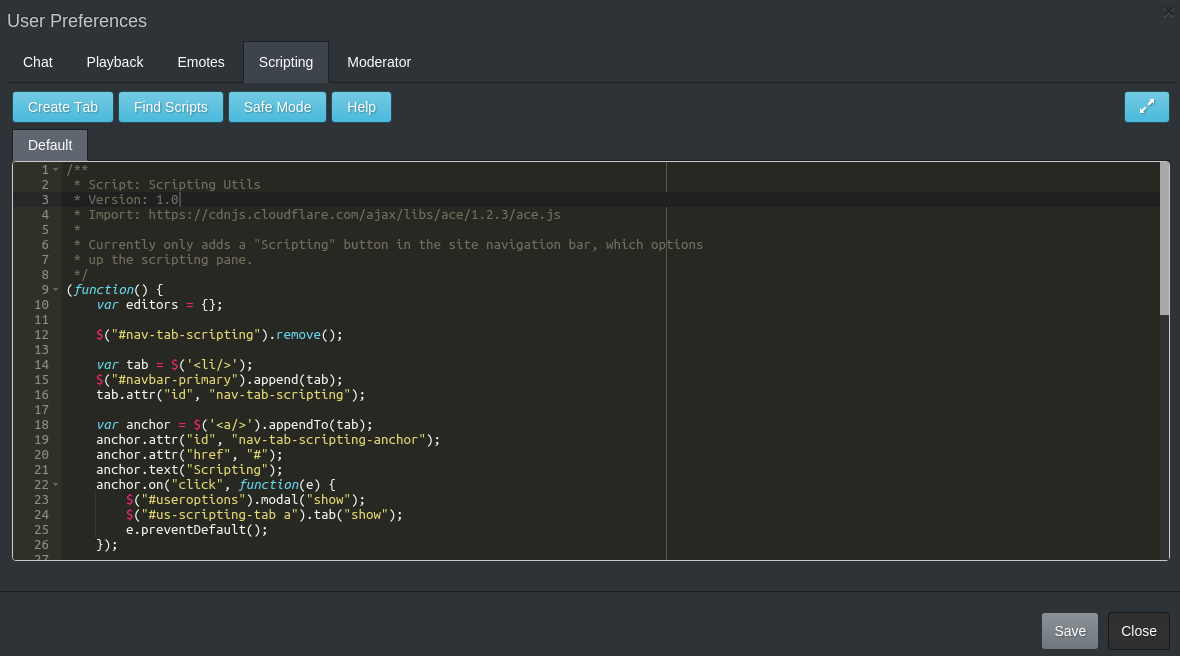 User Preferences
Chat Playback Emotes Scripting Moderator
Create Tab Find Scripts Safe Mode Help
Default
1 /**
2  * Script: Scripting Utils
3  * Version: 1.0
4  * Import: https://cdnjs.cloudflare.com/ajax/libs/ace/1.2.3/ace.js
5  *
6  * Currently only adds a "Scripting" button in the site navigation bar, which options
7  * up the scripting pane.
8  */
9 (function() {
10     var editors = {};
11
12     $("#nav-tab-scripting").remove();
13
14     var tab = $('<li/>');
15     $("#navbar-primary").append(tab);
16     tab.attr("id", "nav-tab-scripting");
17
18     var anchor = $('<a/>').appendTo(tab);
19     anchor.attr("id", "nav-tab-scripting-anchor");
20     anchor.attr("href", "#");
21     anchor.text("Scripting");
22     anchor.on("click", function(e) {
23         $("#useroptions").modal("show");
24         $("#us-scripting-tab a").tab("show");
25         e.preventDefault();
26     });
27
Save Close